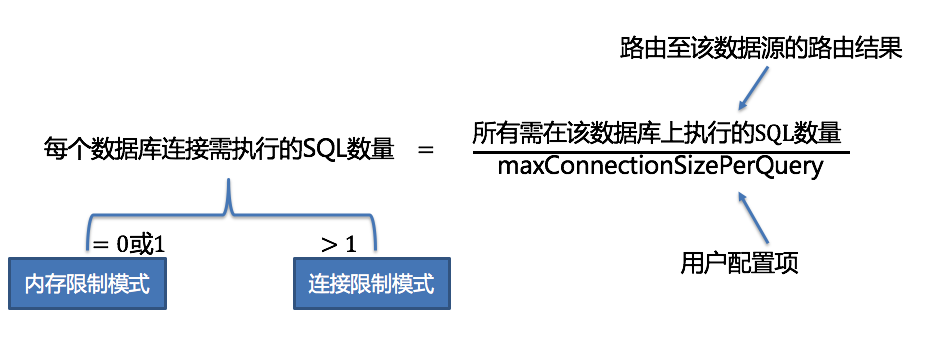 路由至该数据源的路由结果
每个数据库连接需执行的SQL数量 = 所有需在该数据库上执行的SQL数量
maxConnectionSizePerQuery
= 0或1
> 1
用户配置项
内存限制模式
连接限制模式